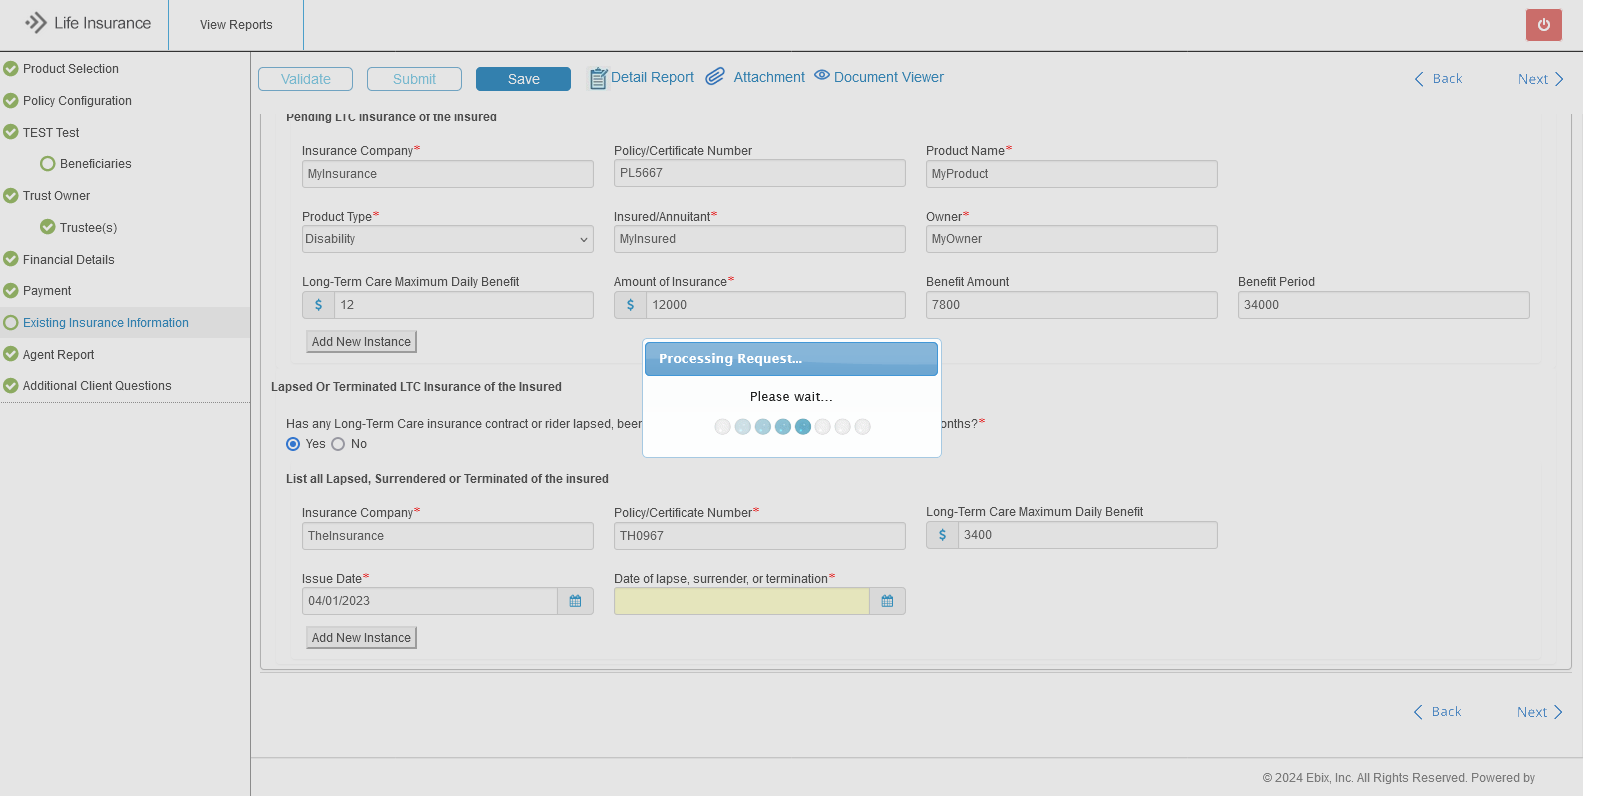 Life Insurance
View Reports
Product Selection
Policy Configuration
TEST Test
Beneficiaries
Trust Owner
Trustee(s)
Financial Details
Payment
Existing Insurance Information
Agent Report
Additional Client Questions
Validate Submit Save Detail Report Attachment Document Viewer Back Next
Pending LTC Insurance of the Insured
Insurance Company* Policy/Certificate Number Product Name*
MyInsurance PL5667 MyProduct
Product Type* Insured/Annuitant* Owner*
Disability MyInsured MyOwner
Long-Term Care Maximum Daily Benefit Amount of Insurance* Benefit Amount Benefit Period
$ 12 $ 12000 7800 34000
Add New Instance
Processing Request...
Please wait...
Lapsed Or Terminated LTC Insurance of the Insured
Has any Long-Term Care insurance contract or rider lapsed, been onths?*
Yes No
List all Lapsed, Surrendered or Terminated of the insured
Insurance Company* Policy/Certificate Number* Long-Term Care Maximum Daily Benefit
TheInsurance TH0967 $ 3400
Issue Date* Date of lapse, surrender, or termination*
04/01/2023
Add New Instance
Back Next
© 2024 Ebix, Inc. All Rights Reserved. Powered by